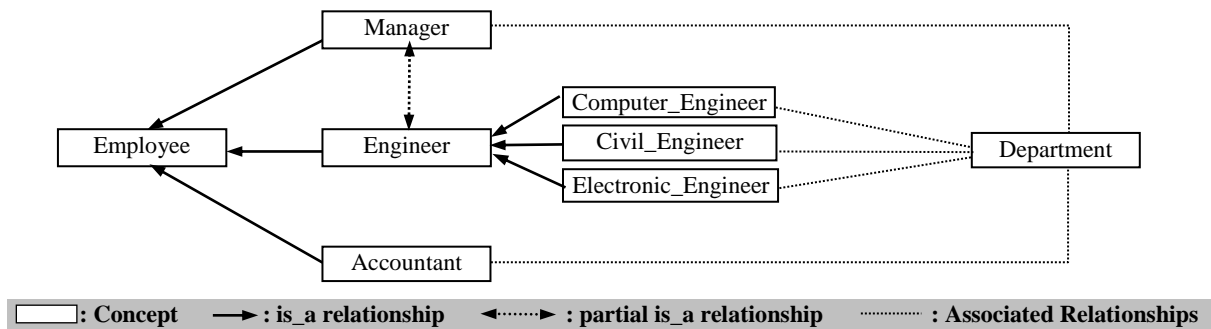 Manager
Computer_Engineer
Employee
Engineer
Civil_Engineer
Department
Electronic_Engineer
Accountant
: Concept : is_a relationship : partial is_a relationship : Associated Relationships